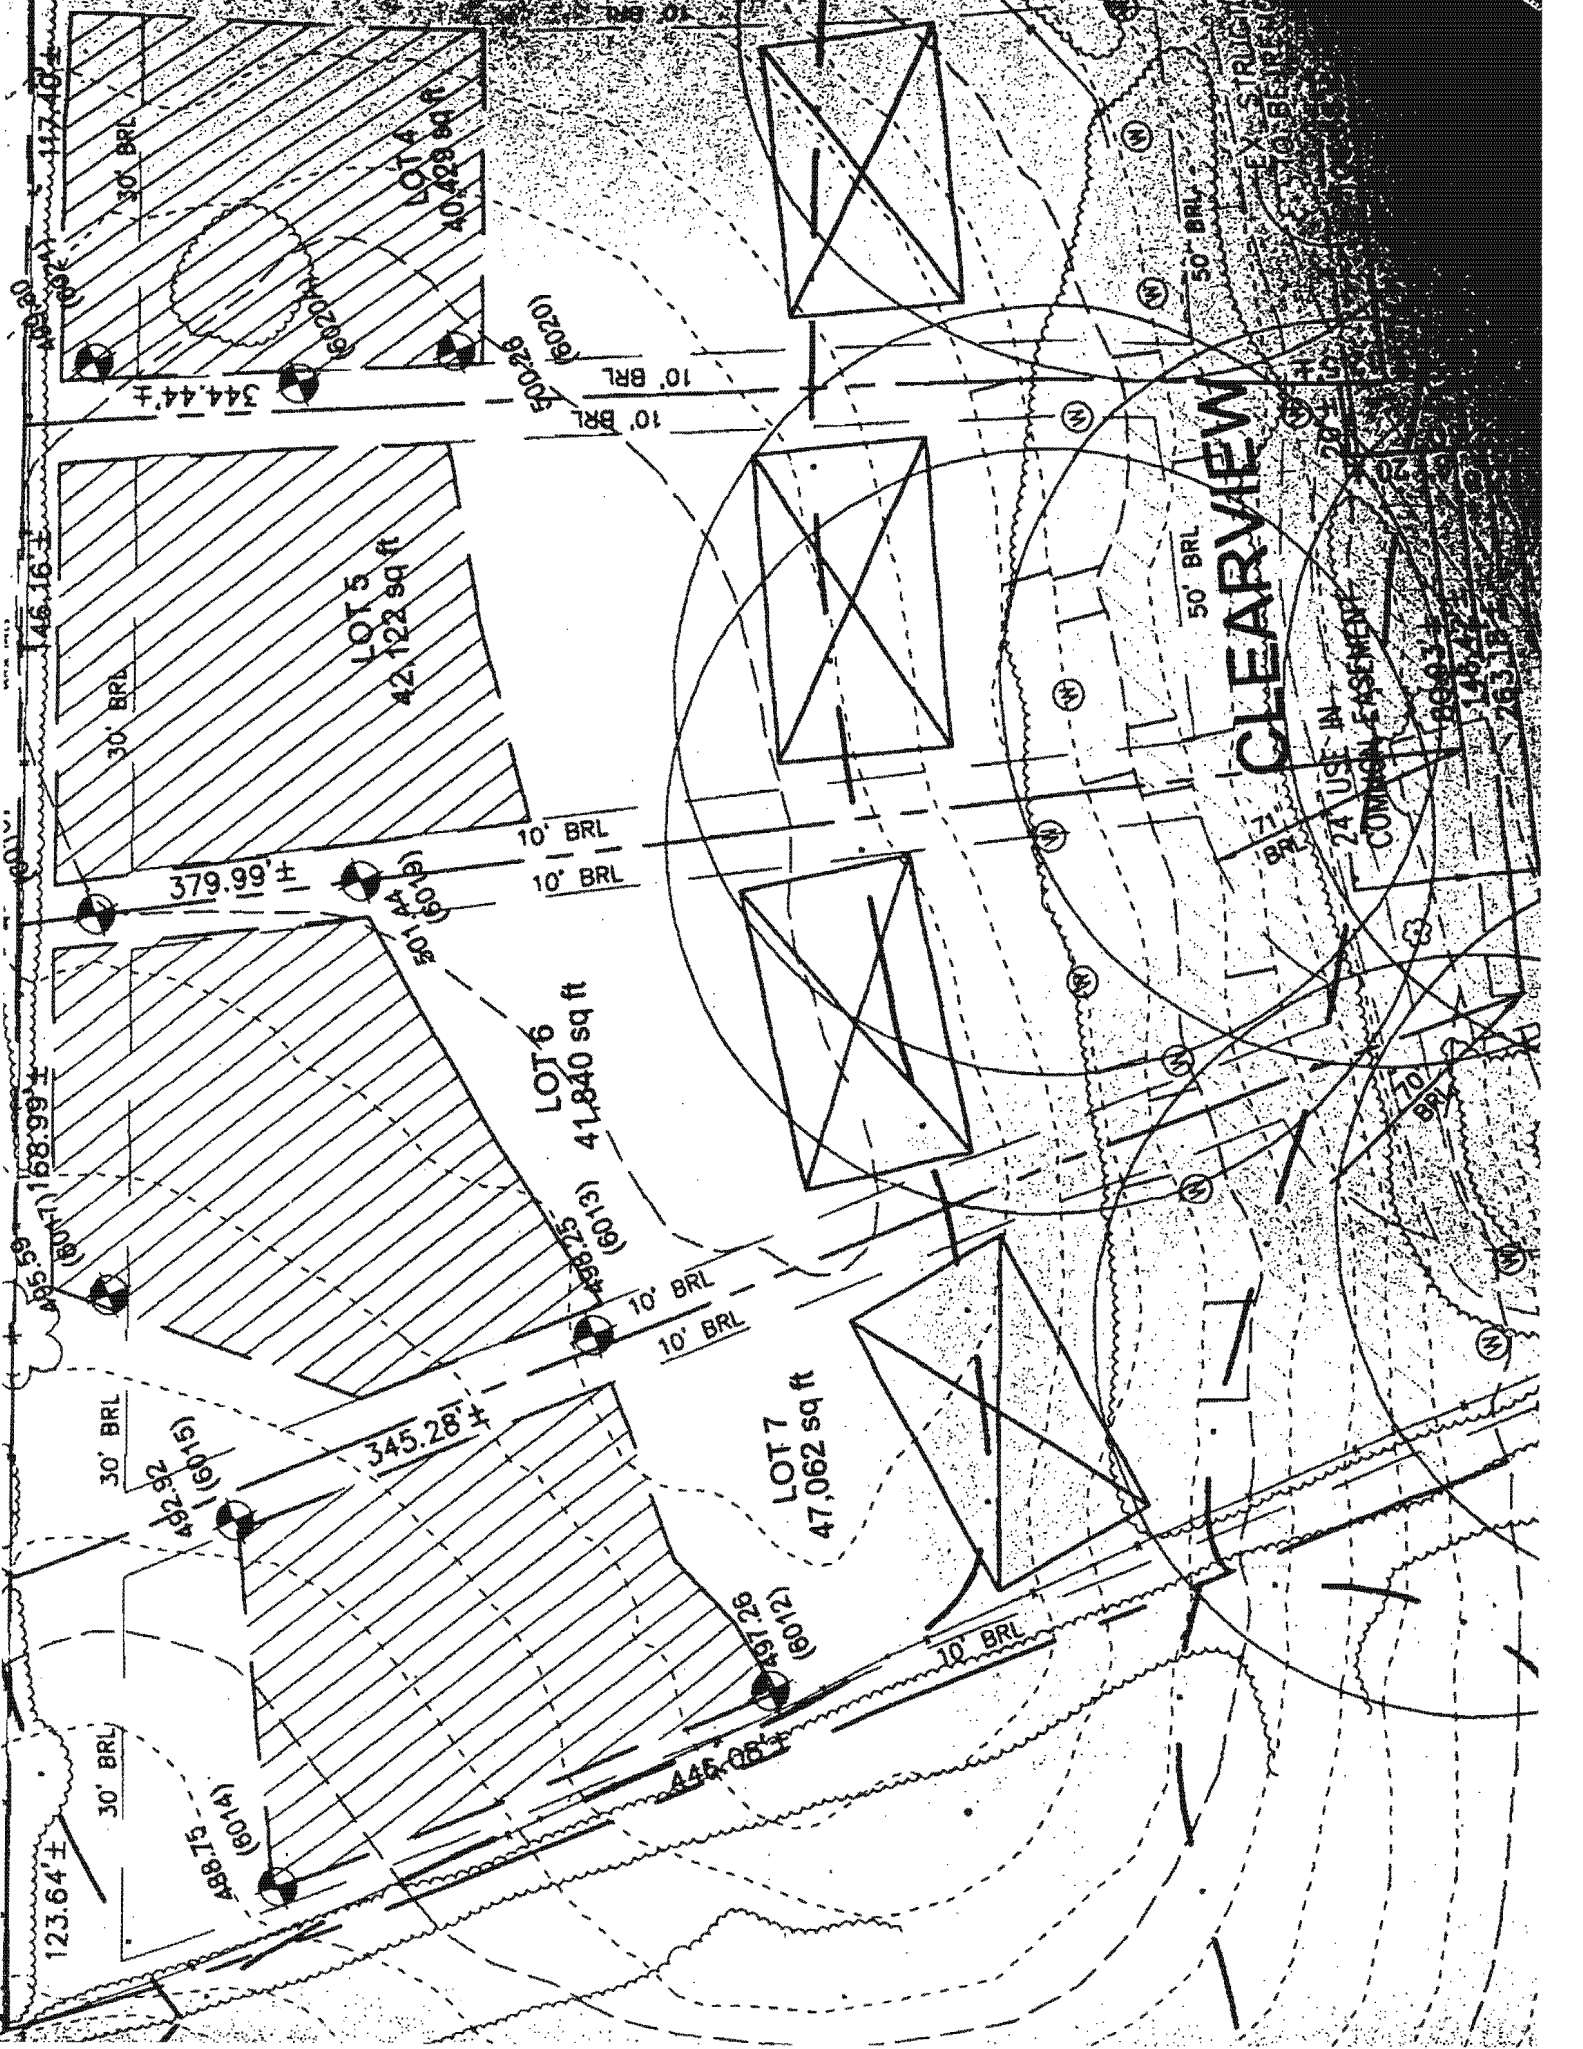 10' BRL
117.40'±
30' BRL
LOT 4
40,429 sq ft
50' BRL
EX. STRUCT
344.44'±
(6020A)
500.26
(6020)
10' BRL
10' BRL
146.16'±
30' BRL
LOT 5
42,122 sq ft
50' BRL
CLEARVIEW
24' USE IN
COMMON EASEMENT
71'
BRL
379.99'±
501.44
(6019)
10' BRL
10' BRL
168.99'±
LOT 6
41,840 sq ft
495.59
(6017)
498.25
(6013)
10' BRL
10' BRL
70'
BRL
30' BRL
492.92
(6015)
345.28'±
LOT 7
47,062 sq ft
497.26
(6012)
10' BRL
446.08'±
30' BRL
488.75
(6014)
123.64'±
W
W
W
W
W
W
W
W
W
W
W